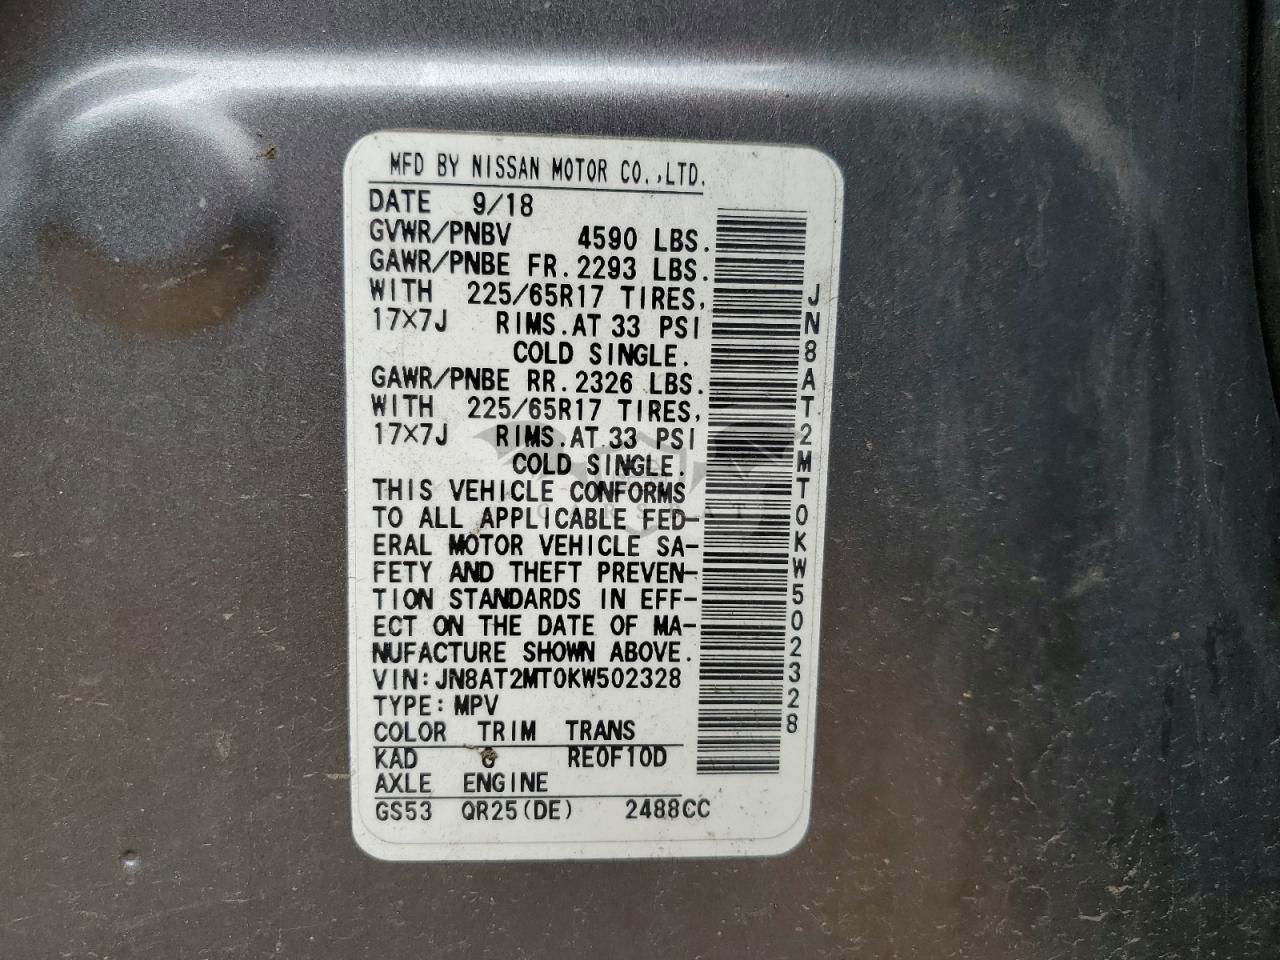 MFD BY NISSAN MOTOR CO.,LTD.
DATE 9/18
GVWR/PNBV 4590 LBS.
GAWR/PNBE FR.2293 LBS.
WITH 225/65R17 TIRES,
17X7J RIMS.AT 33 PSI
COLD SINGLE.
GAWR/PNBE RR.2326 LBS.
WITH 225/65R17 TIRES,
17X7J RIMS.AT 33 PSI
COLD SINGLE.
THIS VEHICLE CONFORMS
TO ALL APPLICABLE FED-
ERAL MOTOR VEHICLE SA-
FETY AND THEFT PREVEN-
TION STANDARDS IN EFF-
ECT ON THE DATE OF MA-
NUFACTURE SHOWN ABOVE.
VIN:JN8AT2MT0KW502328
TYPE:MPV
COLOR TRIM TRANS
KAD G RE0F10D
AXLE ENGINE
GS53 QR25(DE) 2488CC
JN8AT2MT0KW502328